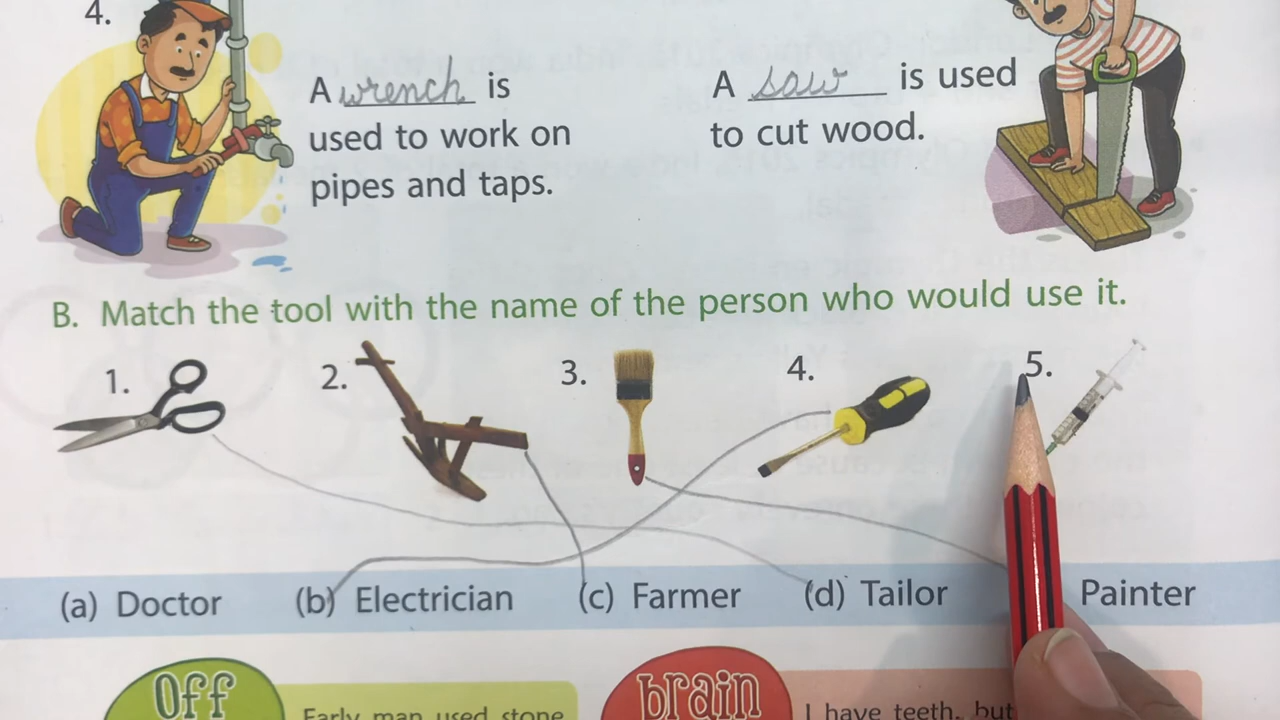 4.
A wrench is
used to work on
pipes and taps.
A saw is used
to cut wood.
B. Match the tool with the name of the person who would use it.
1. 2. 3. 4. 5.
(a) Doctor (b) Electrician (c) Farmer (d) Tailor Painter
Off
Early man used stone
brain
I have teeth, but